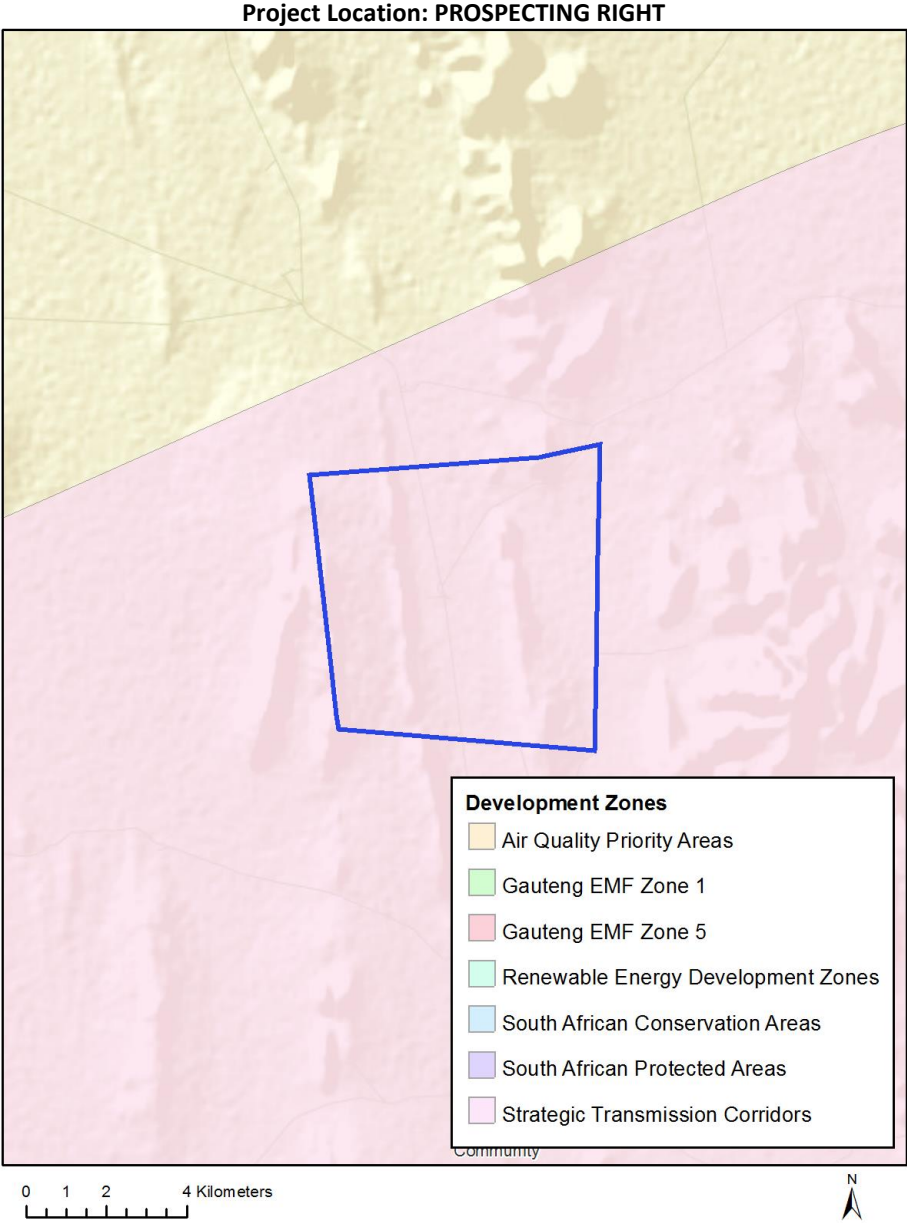 Project Location: PROSPECTING RIGHT
Development Zones
Air Quality Priority Areas
Gauteng EMF Zone 1
Gauteng EMF Zone 5
Renewable Energy Development Zones
South African Conservation Areas
South African Protected Areas
Strategic Transmission Corridors
Community
0 1 2 4 Kilometers
N